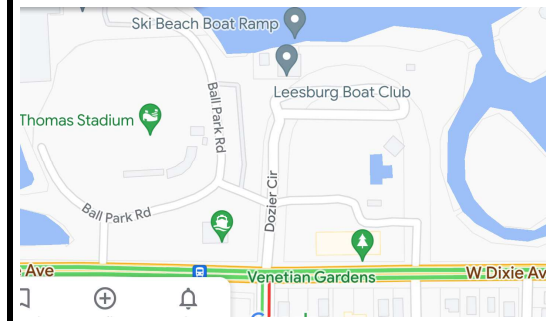 Ski Beach Boat Ramp
Leesburg Boat Club
Ball Park Rd
Thomas Stadium
Dozier Cir
Ball Park Rd
Ave
Venetian Gardens
W Dixie Av